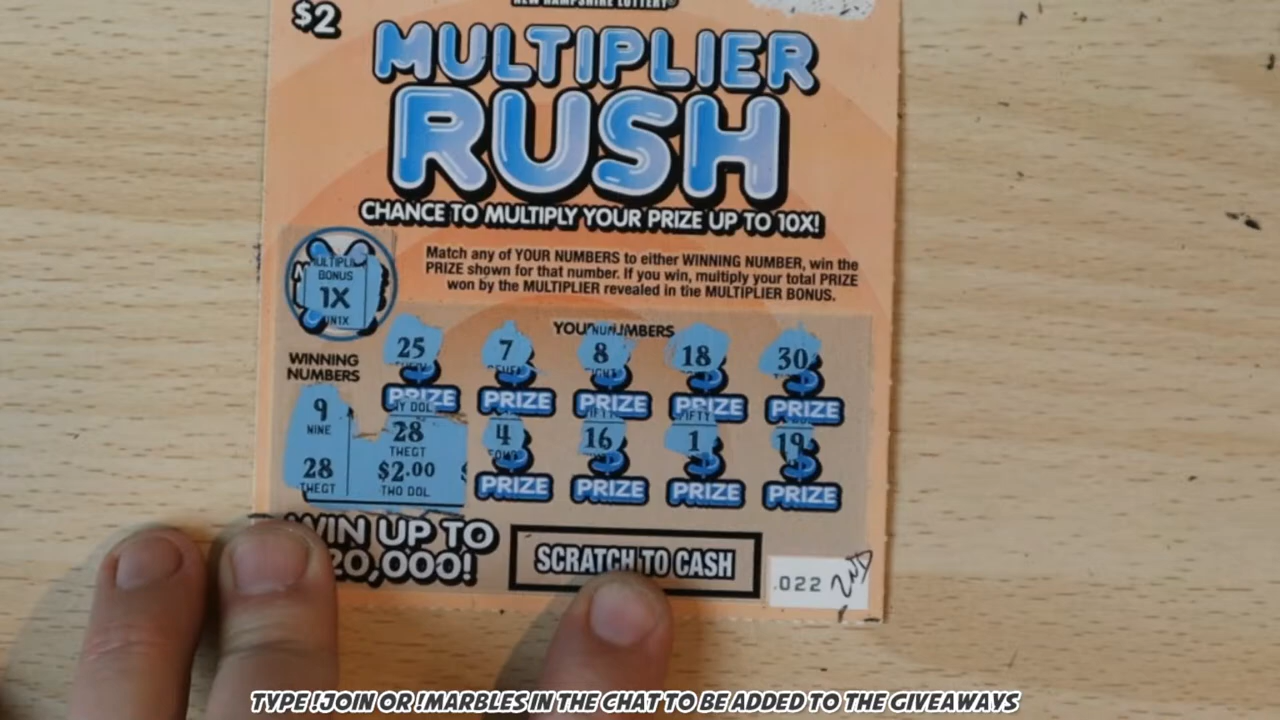 NEW HAMPSHIRE LOTTERY®
$2
MULTIPLIER
RUSH
CHANCE TO MULTIPLY YOUR PRIZE UP TO 10X!
Match any of YOUR NUMBERS to either WINNING NUMBER, win the
PRIZE shown for that number. If you win, multiply your total PRIZE
won by the MULTIPLIER revealed in the MULTIPLIER BONUS.
BONUS
1X
WINNING
NUMBERS
25 7 8 18 30
PRIZE PRIZE PRIZE PRIZE PRIZE
9
NINE
28
THEGT
28
THEGT
$2.00
TWO DOL
4 16 1 19
PRIZE PRIZE PRIZE PRIZE
WIN UP TO
20,000!
SCRATCH TO CASH
.022 2ND
TYPE !JOIN OR !MARBLES IN THE CHAT TO BE ADDED TO THE GIVEAWAYS